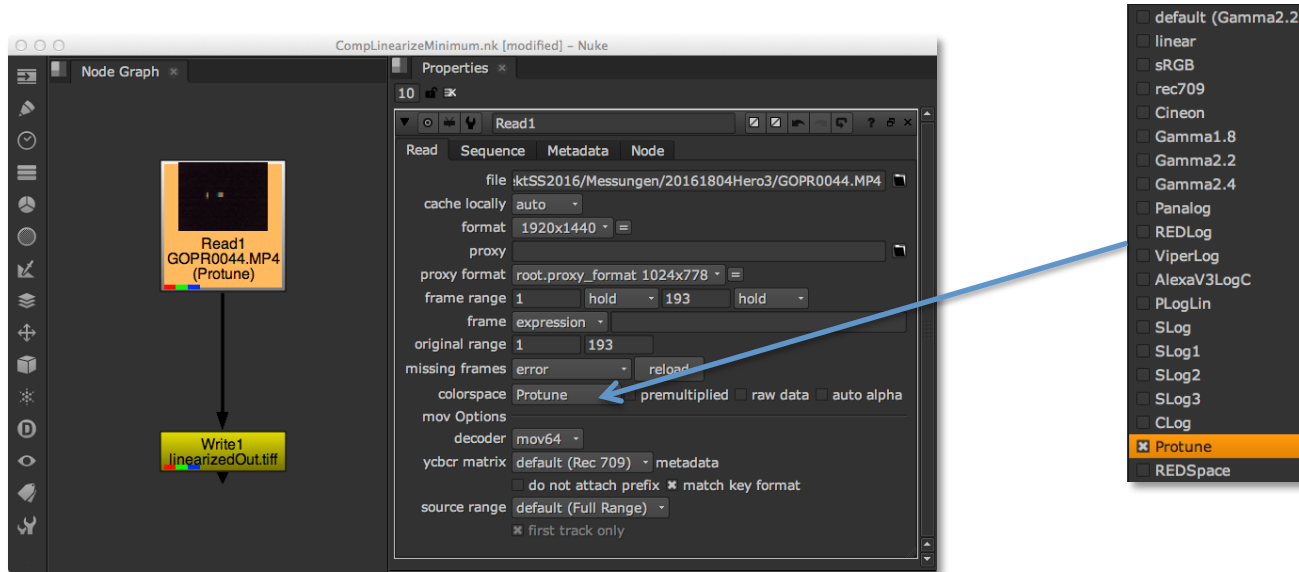 CompLinearizeMinimum.nk [modified] – Nuke
Node Graph
Read1
GOPR0044.MP4
(Protune)
Write1
linearizedOut.tiff
Properties
10
Read1
?
Read Sequence Metadata Node
file ektSS2016/Messungen/20161804Hero3/GOPR0044.MP4
cache locally auto
format 1920x1440 =
proxy
proxy format root.proxy_format 1024x778 =
frame range 1 hold 193 hold
frame expression
original range 1 193
missing frames error reload
colorspace Protune premultiplied raw data auto alpha
mov Options
decoder mov64
ycbcr matrix default (Rec 709) metadata
do not attach prefix match key format
source range default (Full Range)
first track only
default (Gamma2.2
linear
sRGB
rec709
Cineon
Gamma1.8
Gamma2.2
Gamma2.4
Panalog
REDLog
ViperLog
AlexaV3LogC
PLogLin
SLog
SLog1
SLog2
SLog3
CLog
Protune
REDSpace